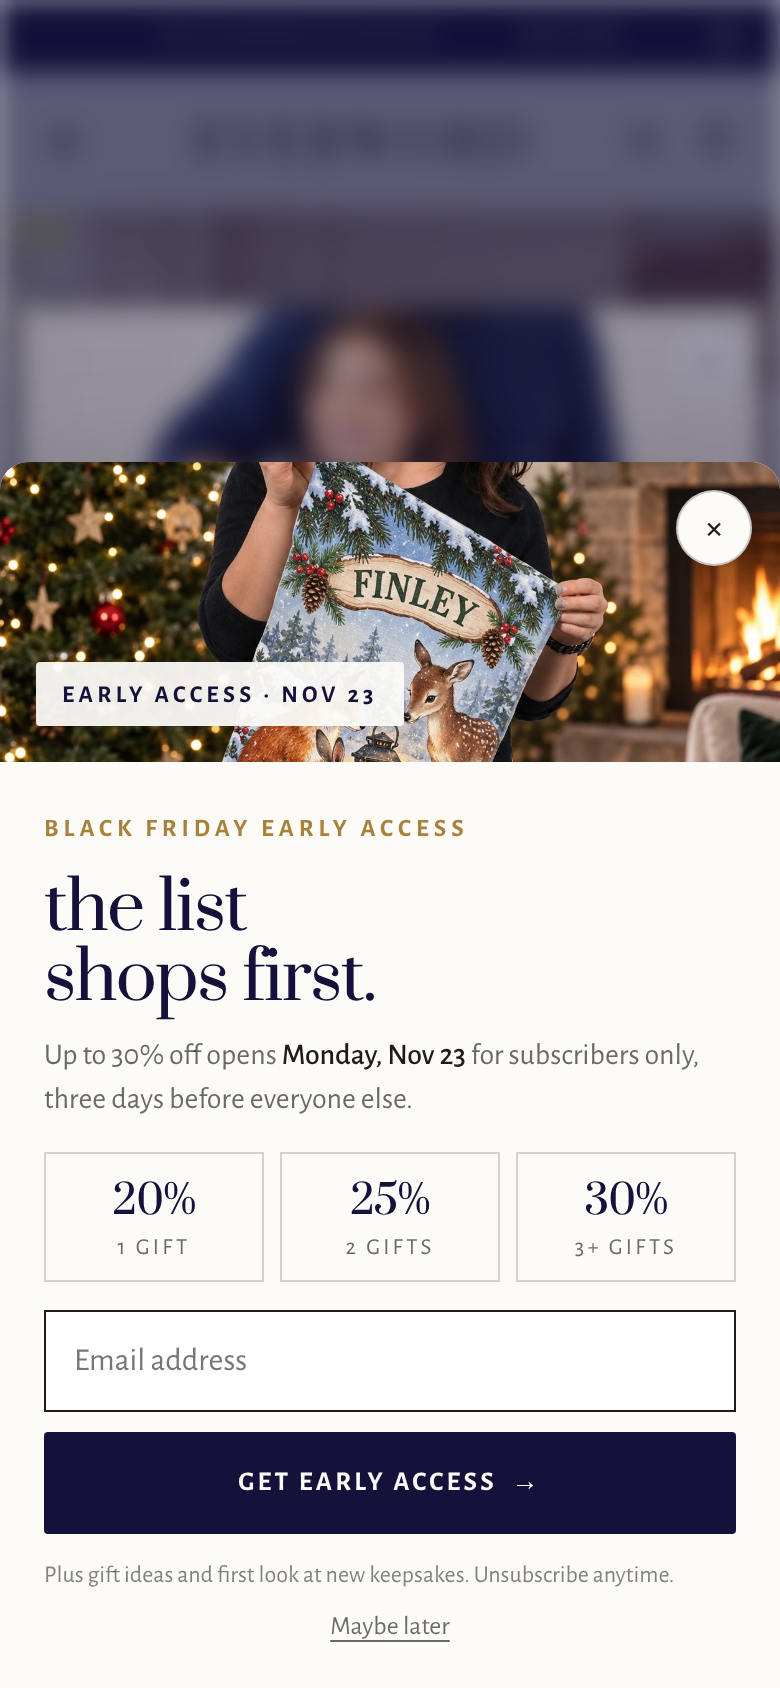 FINLEY
×
EARLY ACCESS · NOV 23
BLACK FRIDAY EARLY ACCESS
the list
shops first.
Up to 30% off opens Monday, Nov 23 for subscribers only,
three days before everyone else.
20%
1 GIFT
25%
2 GIFTS
30%
3+ GIFTS
Email address
GET EARLY ACCESS →
Plus gift ideas and first look at new keepsakes. Unsubscribe anytime.
Maybe later